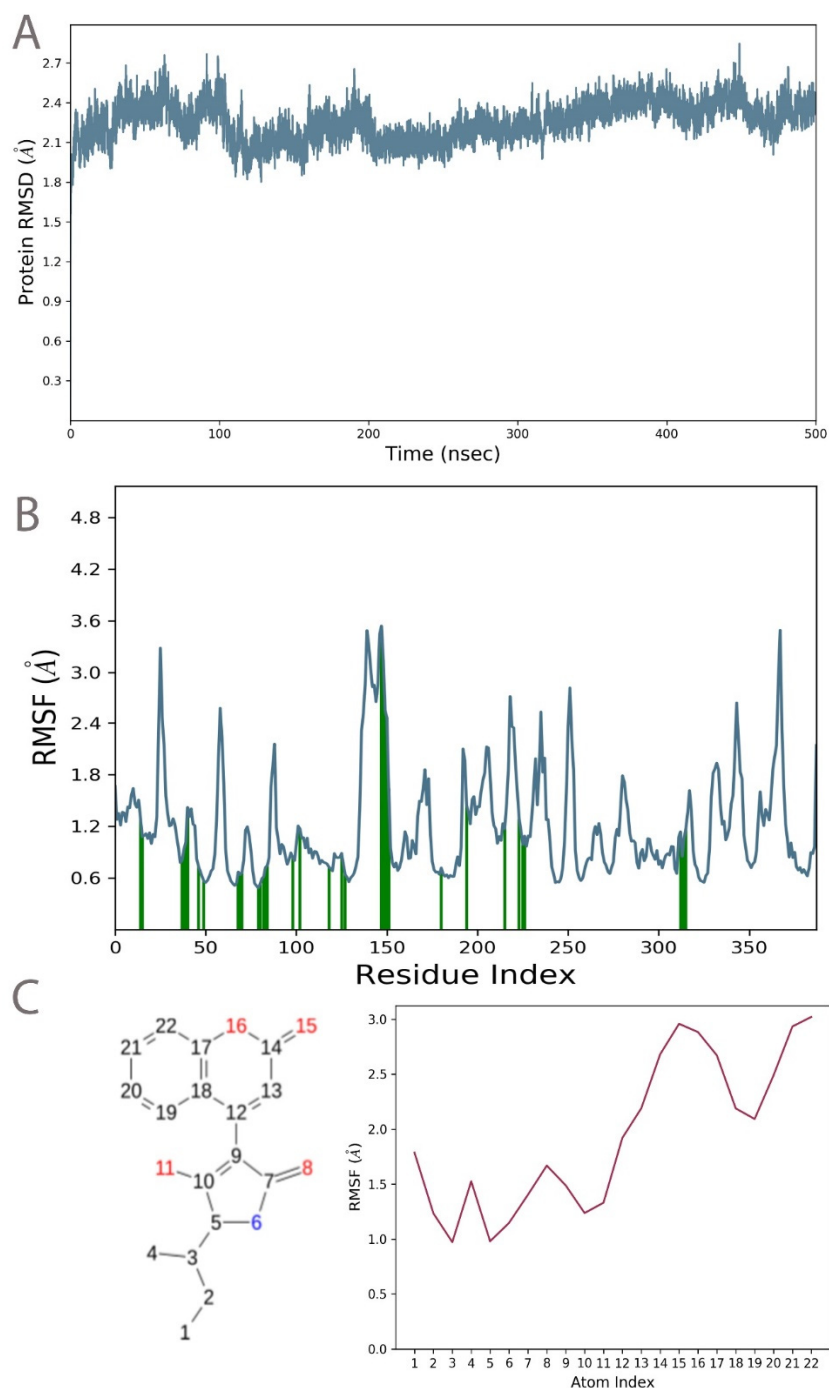 A
Protein RMSD (Å)
2.7
2.4
2.1
1.8
1.5
1.2
0.9
0.6
0.3
0 100 200 300 400 500
Time (nsec)
B
RMSF (Å)
4.8
4.2
3.6
3.0
2.4
1.8
1.2
0.6
0 50 100 150 200 250 300 350
Residue Index
C
22 16 15
21 17 14
20 18 13
19 12
9
11 8
10 7
5 6
4 3
2
1
RMSF (Å)
3.0
2.5
2.0
1.5
1.0
0.5
0.0
1 2 3 4 5 6 7 8 9 10 11 12 13 14 15 16 17 18 19 20 21 22
Atom Index